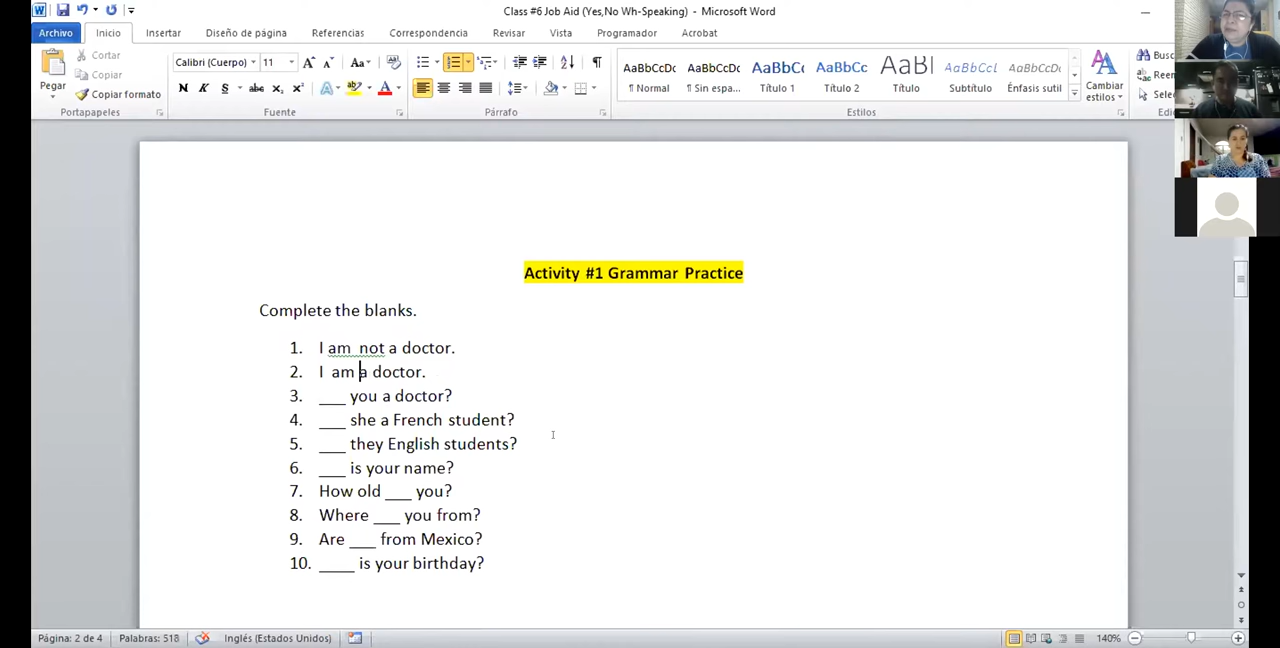 Class #6 Job Aid (Yes,No Wh-Speaking) - Microsoft Word
Archivo Inicio Insertar Diseño de página Referencias Correspondencia Revisar Vista Programador Acrobat
Cortar
Copiar
Copiar formato
Pegar
Portapapeles
Calibri (Cuerpo) 11
Fuente
Párrafo
AaBbCcDc AaBbCcDc AaBbCc AaBbCc AaBl AaBbCcL AaBbCcDc
¶ Normal ¶ Sin espa... Título 1 Título 2 Título Subtítulo Énfasis sutil
Cambiar estilos
Estilos
Busc
Reem
Selec
Edi
Activity #1 Grammar Practice
Complete the blanks.
1. I am not a doctor.
2. I am a doctor.
3. ___ you a doctor?
4. ___ she a French student?
5. ___ they English students?
6. ___ is your name?
7. How old ___ you?
8. Where ___ you from?
9. Are ___ from Mexico?
10. ____ is your birthday?
Página: 2 de 4 Palabras: 518 Inglés (Estados Unidos) 140%